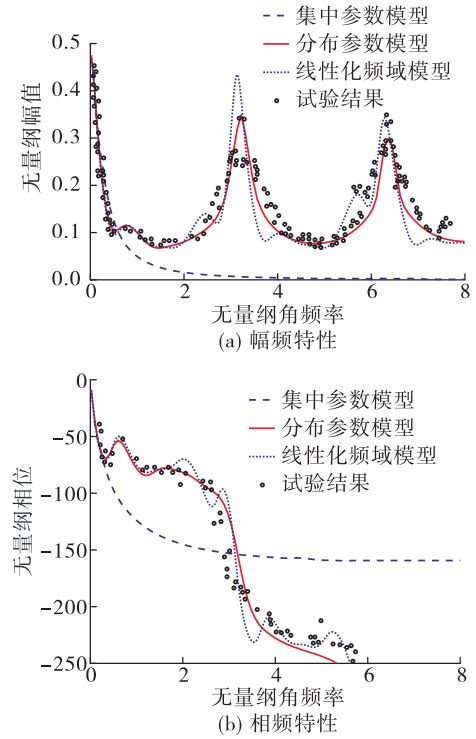 集中参数模型
分布参数模型
线性化频域模型
试验结果
无量纲幅值
0.5
0.4
0.3
0.2
0.1
0.0
0 2 4 6 8
无量纲角频率
(a) 幅频特性
集中参数模型
分布参数模型
线性化频域模型
试验结果
无量纲相位
0
-50
-100
-150
-200
-250
0 2 4 6 8
无量纲角频率
(b) 相频特性